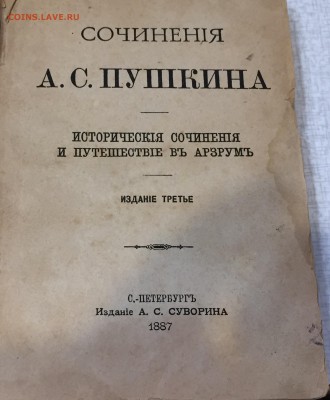 COINS.LAVE.RU
СОЧИНЕНІЯ
А. С. ПУШКИНА
ИСТОРИЧЕСКІЯ СОЧИНЕНІЯ
И ПУТЕШЕСТВІЕ ВЪ АРЗРУМЪ
ИЗДАНІЕ ТРЕТЬЕ
С.-ПЕТЕРБУРГЪ
Изданіе А. С. СУВОРИНА
1887